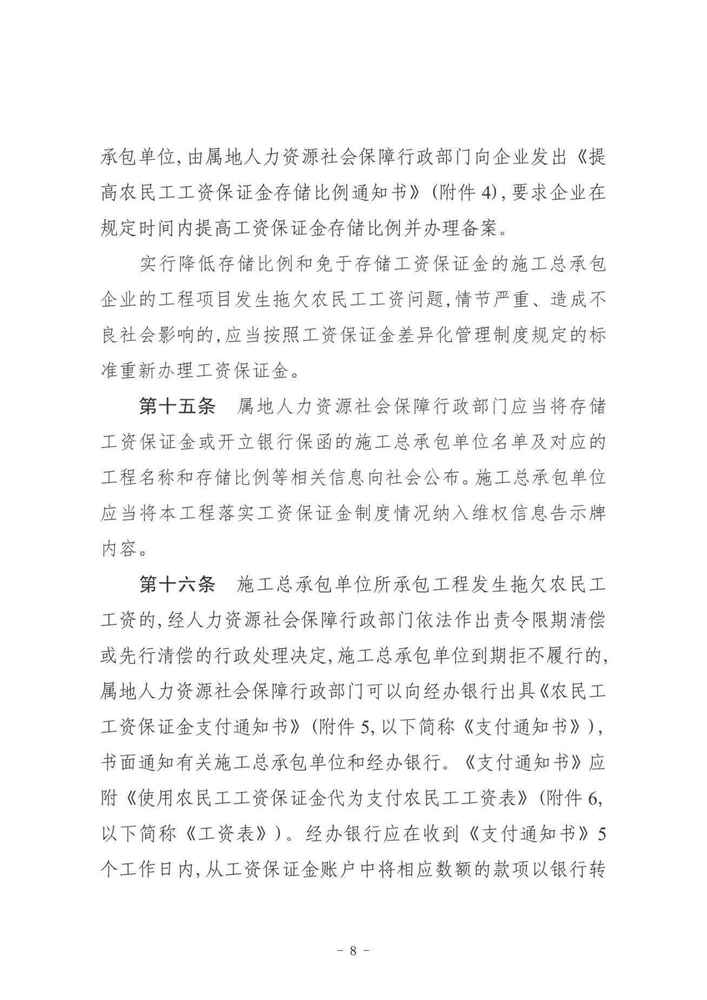 承包单位,由属地人力资源社会保障行政部门向企业发出《提
高农民工工资保证金存储比例通知书》(附件 4),要求企业在
规定时间内提高工资保证金存储比例并办理备案。
实行降低存储比例和免于存储工资保证金的施工总承包
企业的工程项目发生拖欠农民工工资问题,情节严重、造成不
良社会影响的,应当按照工资保证金差异化管理制度规定的标
准重新办理工资保证金。
第十五条 属地人力资源社会保障行政部门应当将存储
工资保证金或开立银行保函的施工总承包单位名单及对应的
工程名称和存储比例等相关信息向社会公布。施工总承包单位
应当将本工程落实工资保证金制度情况纳入维权信息告示牌
内容。
第十六条 施工总承包单位所承包工程发生拖欠农民工
工资的,经人力资源社会保障行政部门依法作出责令限期清偿
或先行清偿的行政处理决定,施工总承包单位到期拒不履行的,
属地人力资源社会保障行政部门可以向经办银行出具《农民工
工资保证金支付通知书》(附件 5,以下简称《支付通知书》),
书面通知有关施工总承包单位和经办银行。《支付通知书》应
附《使用农民工工资保证金代为支付农民工工资表》(附件 6,
以下简称《工资表》)。经办银行应在收到《支付通知书》5
个工作日内,从工资保证金账户中将相应数额的款项以银行转
- 8 -